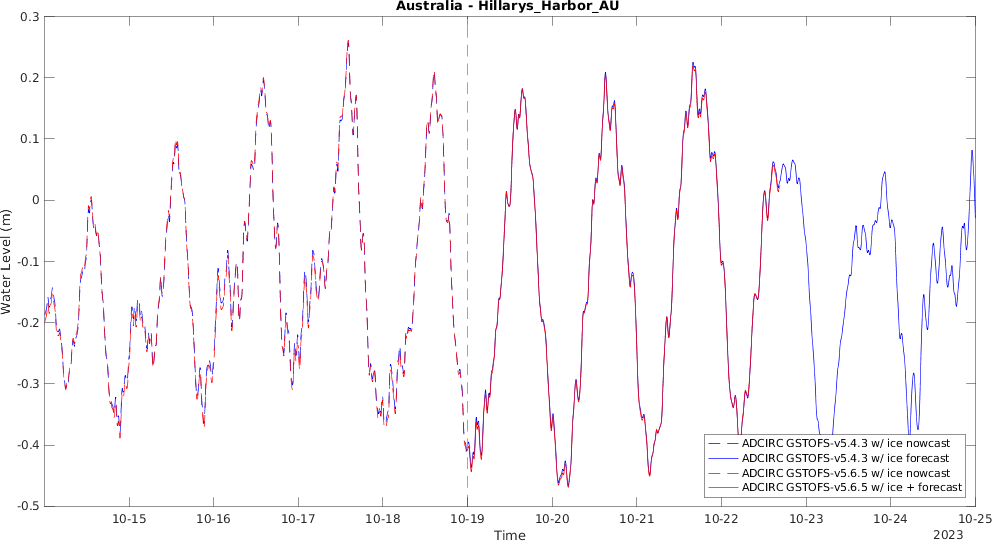 Australia - Hillarys_Harbor_AU
0.3
0.2
0.1
0
-0.1
-0.2
-0.3
-0.4
-0.5
Water Level (m)
ADCIRC GSTOFS-v5.4.3 w/ ice nowcast
ADCIRC GSTOFS-v5.4.3 w/ ice forecast
ADCIRC GSTOFS-v5.6.5 w/ ice nowcast
ADCIRC GSTOFS-v5.6.5 w/ ice + forecast
10-15 10-16 10-17 10-18 10-19 10-20 10-21 10-22 10-23 10-24 10-25
Time
2023